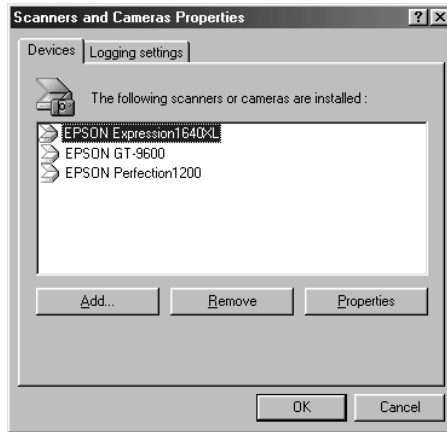 Scanners and Cameras Properties
Devices
Logging settings
The following scanners or cameras are installed :
EPSON Expression1640XL
EPSON GT-9600
EPSON Perfection1200
Add...
Remove
Properties
OK
Cancel